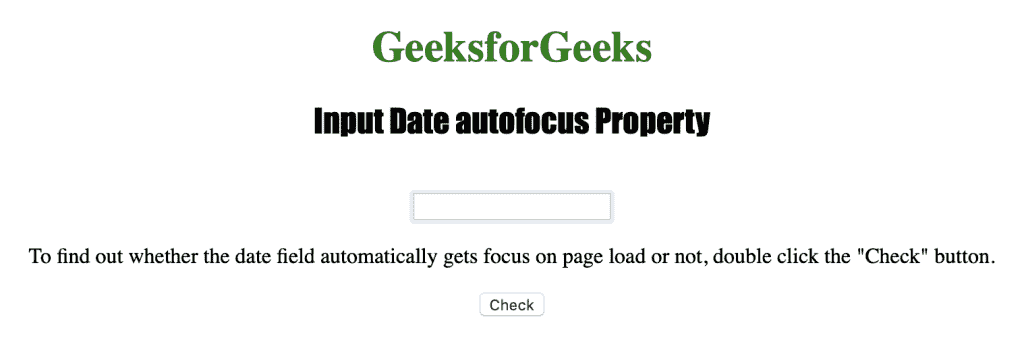 GeeksforGeeks
Input Date autofocus Property
To find out whether the date field automatically gets focus on page load or not, double click the "Check" button.
Check